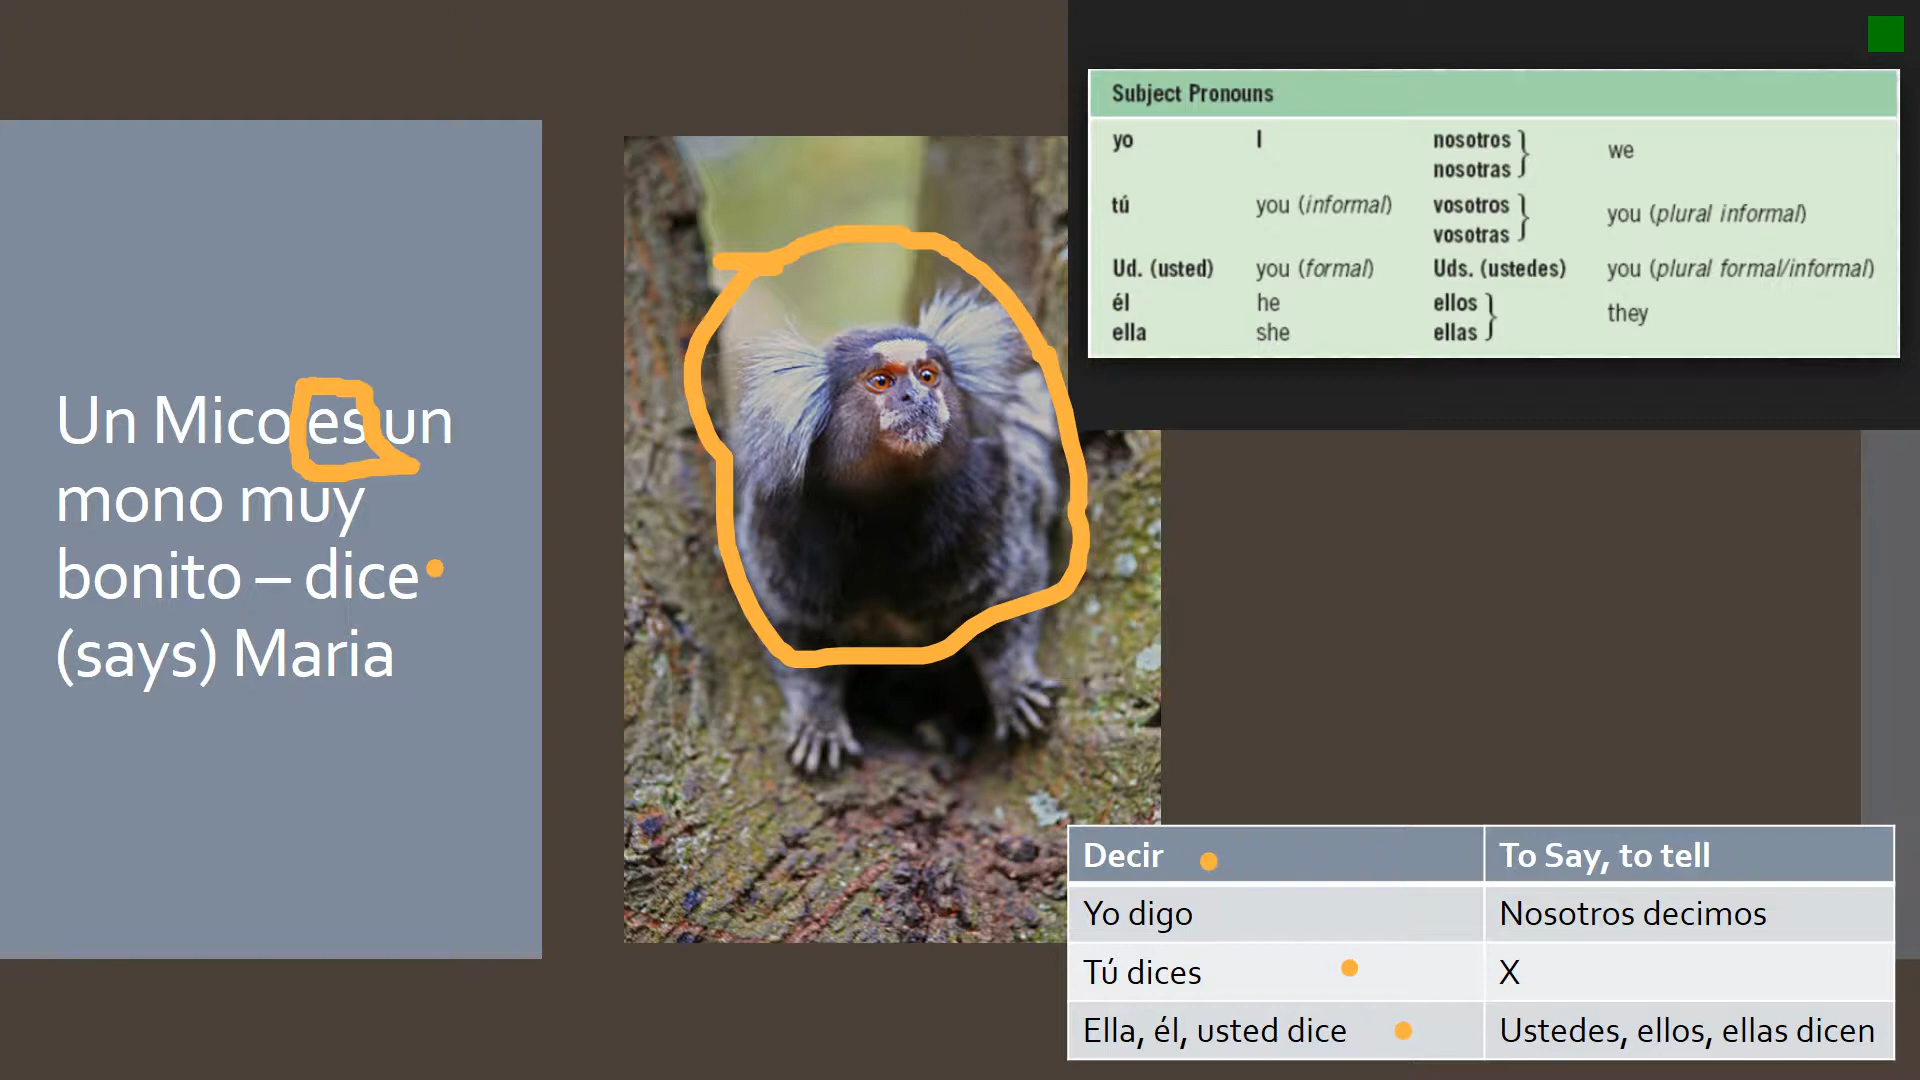 Un Mico es un
mono muy
bonito – dice
(says) Maria
Subject Pronouns
yo I nosotros nosotras we
tú you (informal) vosotros vosotras you (plural informal)
Ud. (usted) you (formal) Uds. (ustedes) you (plural formal/informal)
él he ellos they
ella she ellas
Decir To Say, to tell
Yo digo Nosotros decimos
Tú dices X
Ella, él, usted dice Ustedes, ellos, ellas dicen